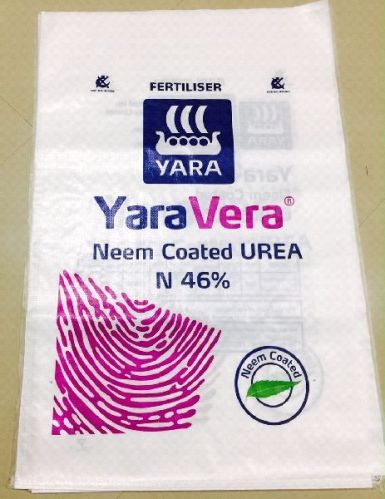 FERTILISER
YARA
YaraVera®
Neem Coated UREA
N 46%
Neem Coated